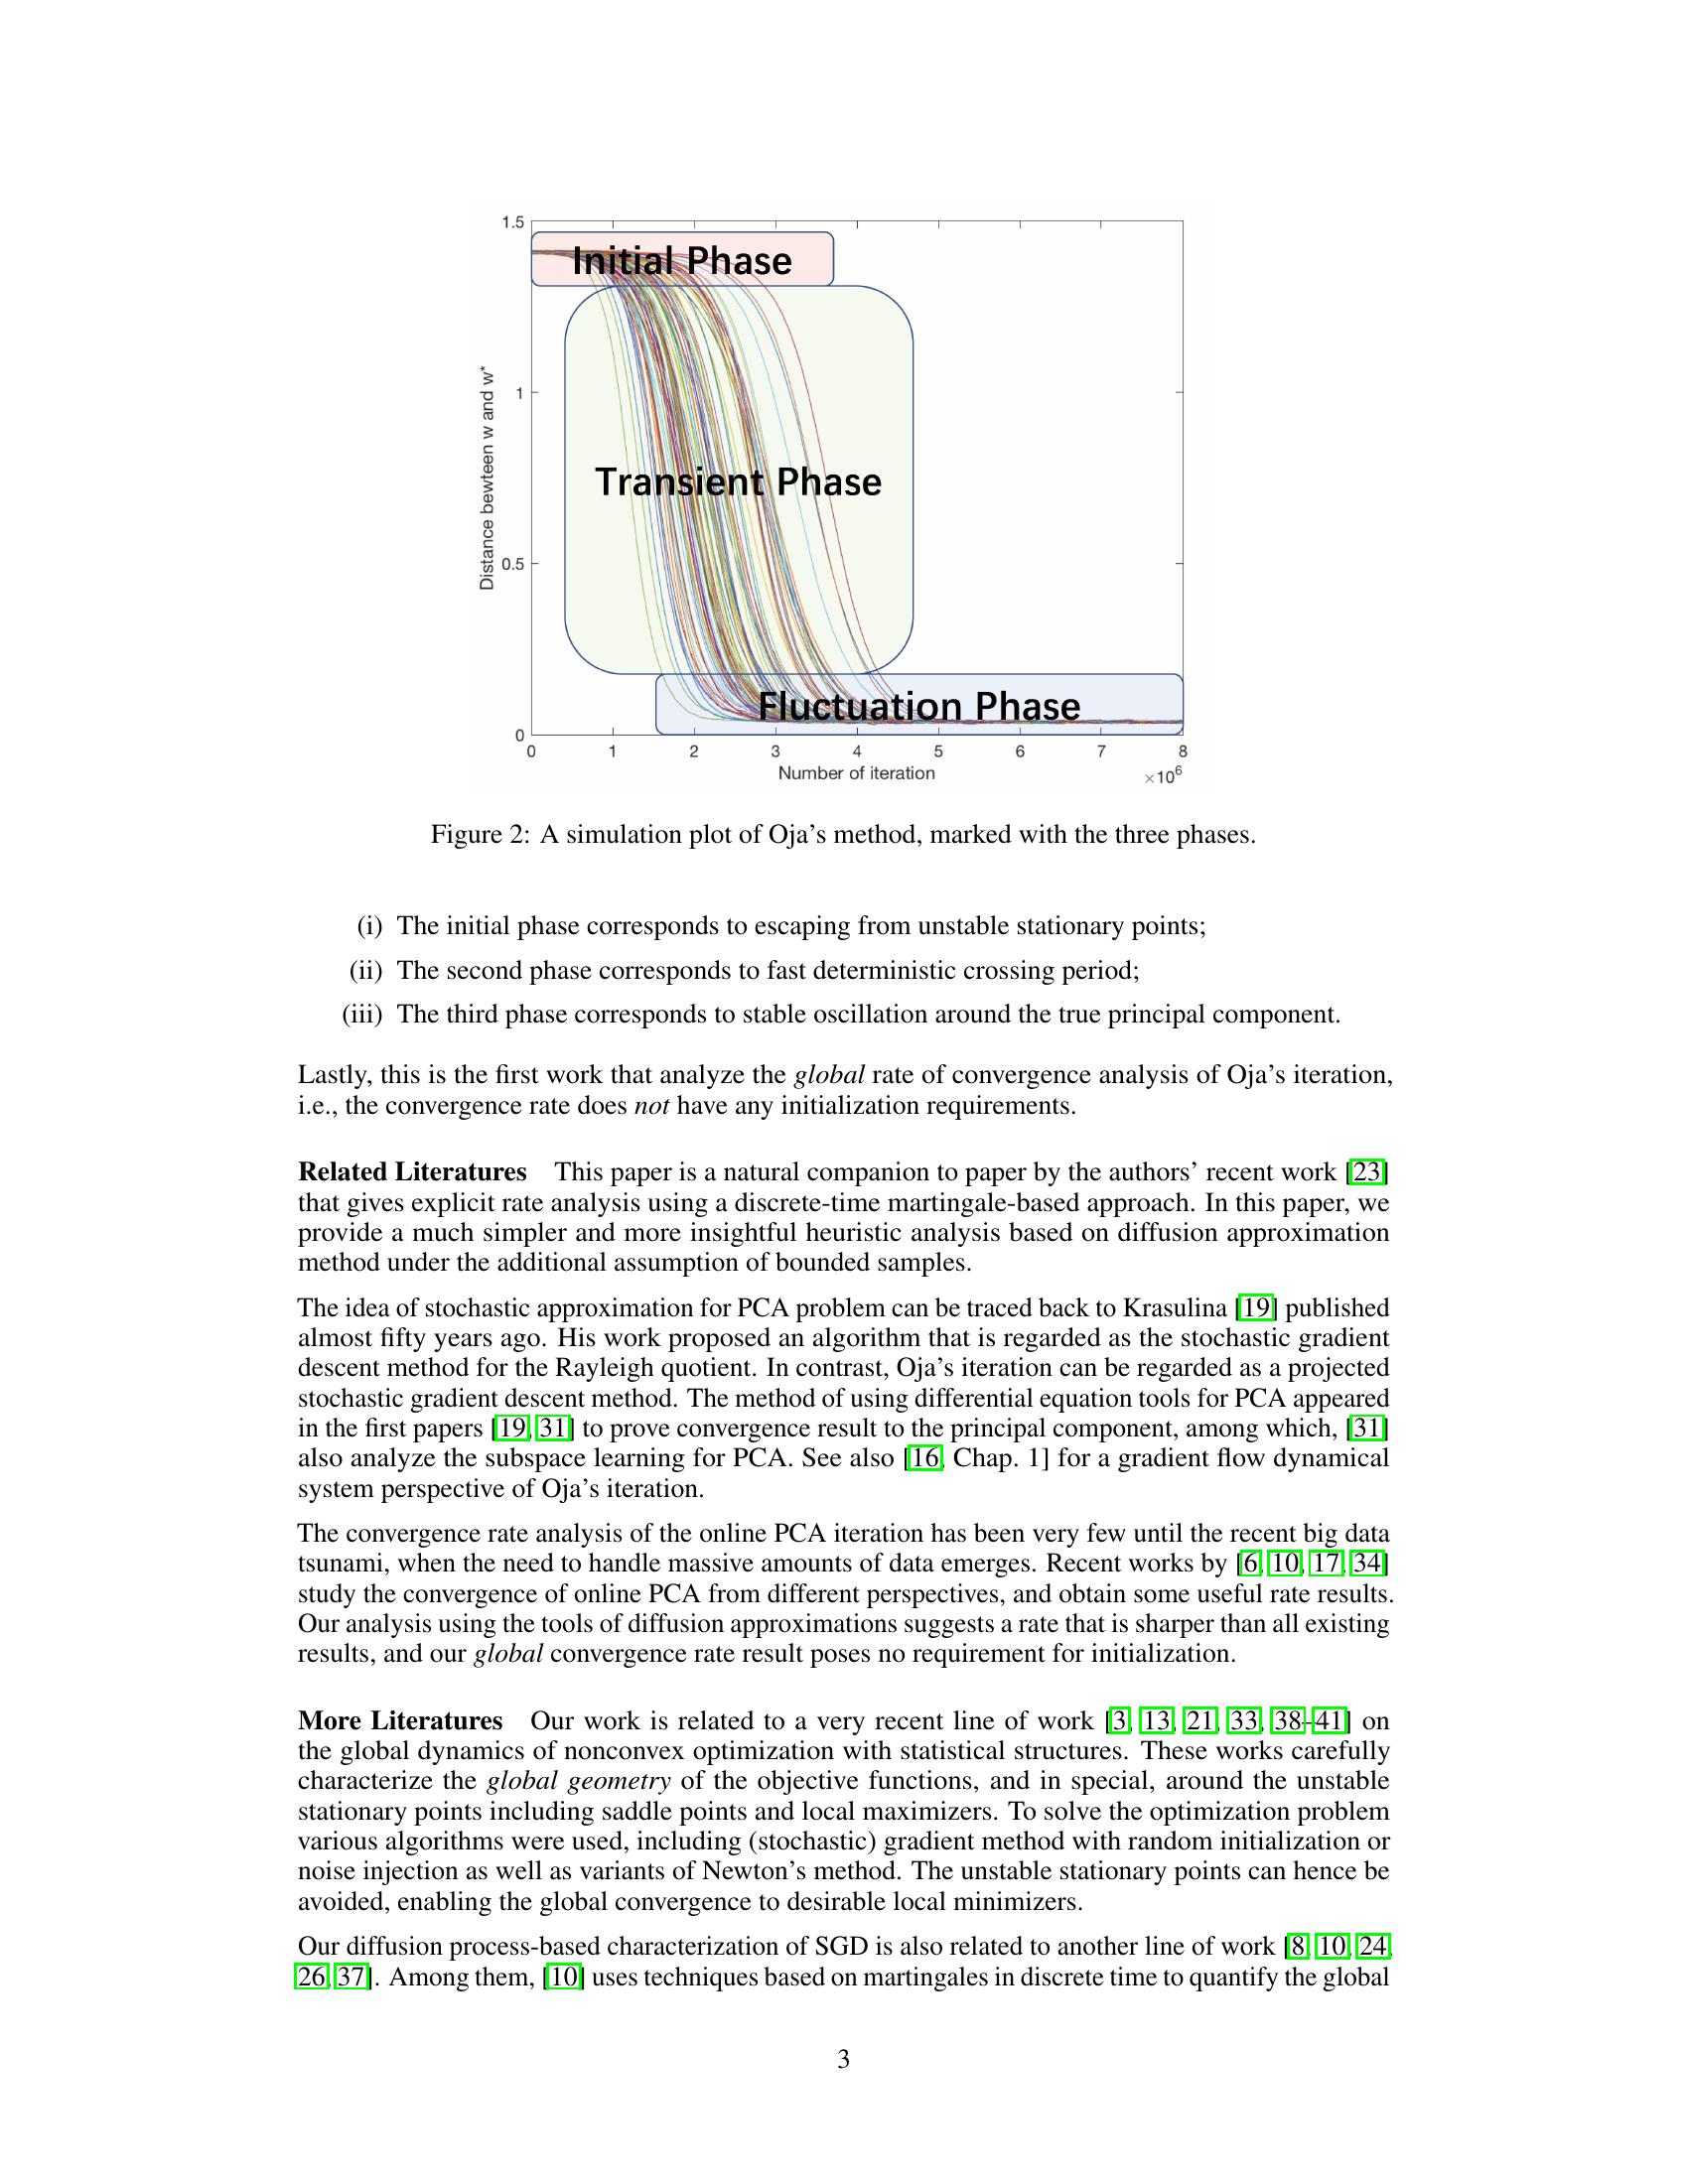 1.5
Initial Phase
1
Distance bewteen w and w*
Transient Phase
0.5
Fluctuation Phase
0
0 1 2 3 4 5 6 7 8
Number of iteration
×10^6
Figure 2: A simulation plot of Oja's method, marked with the three phases.
(i) The initial phase corresponds to escaping from unstable stationary points;
(ii) The second phase corresponds to fast deterministic crossing period;
(iii) The third phase corresponds to stable oscillation around the true principal component.
Lastly, this is the first work that analyze the global rate of convergence analysis of Oja's iteration,
i.e., the convergence rate does not have any initialization requirements.
Related Literatures This paper is a natural companion to paper by the authors' recent work [23]
that gives explicit rate analysis using a discrete-time martingale-based approach. In this paper, we
provide a much simpler and more insightful heuristic analysis based on diffusion approximation
method under the additional assumption of bounded samples.
The idea of stochastic approximation for PCA problem can be traced back to Krasulina [19] published
almost fifty years ago. His work proposed an algorithm that is regarded as the stochastic gradient
descent method for the Rayleigh quotient. In contrast, Oja's iteration can be regarded as a projected
stochastic gradient descent method. The method of using differential equation tools for PCA appeared
in the first papers [19, 31] to prove convergence result to the principal component, among which, [31]
also analyze the subspace learning for PCA. See also [16, Chap. 1] for a gradient flow dynamical
system perspective of Oja's iteration.
The convergence rate analysis of the online PCA iteration has been very few until the recent big data
tsunami, when the need to handle massive amounts of data emerges. Recent works by [6, 10, 17, 34]
study the convergence of online PCA from different perspectives, and obtain some useful rate results.
Our analysis using the tools of diffusion approximations suggests a rate that is sharper than all existing
results, and our global convergence rate result poses no requirement for initialization.
More Literatures Our work is related to a very recent line of work [3, 13, 21, 33, 38–41] on
the global dynamics of nonconvex optimization with statistical structures. These works carefully
characterize the global geometry of the objective functions, and in special, around the unstable
stationary points including saddle points and local maximizers. To solve the optimization problem
various algorithms were used, including (stochastic) gradient method with random initialization or
noise injection as well as variants of Newton's method. The unstable stationary points can hence be
avoided, enabling the global convergence to desirable local minimizers.
Our diffusion process-based characterization of SGD is also related to another line of work [8, 10, 24,
26, 37]. Among them, [10] uses techniques based on martingales in discrete time to quantify the global
3